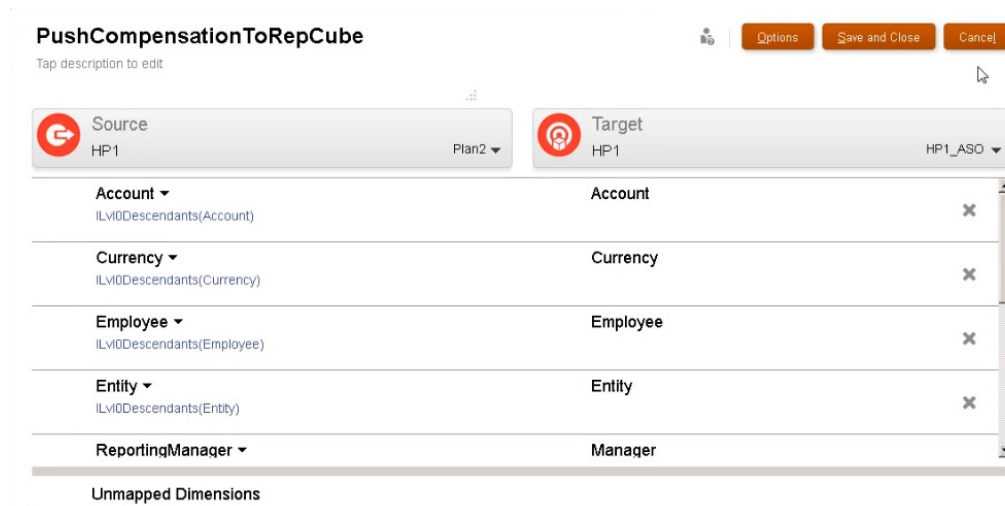 PushCompensationToRepCube
Options Save and Close Cancel
Tap description to edit
Source
HP1 Plan2
Target
HP1 HP1_ASO
Account Account
ILvl0Descendants(Account)
Currency Currency
ILvl0Descendants(Currency)
Employee Employee
ILvl0Descendants(Employee)
Entity Entity
ILvl0Descendants(Entity)
ReportingManager Manager
Unmapped Dimensions